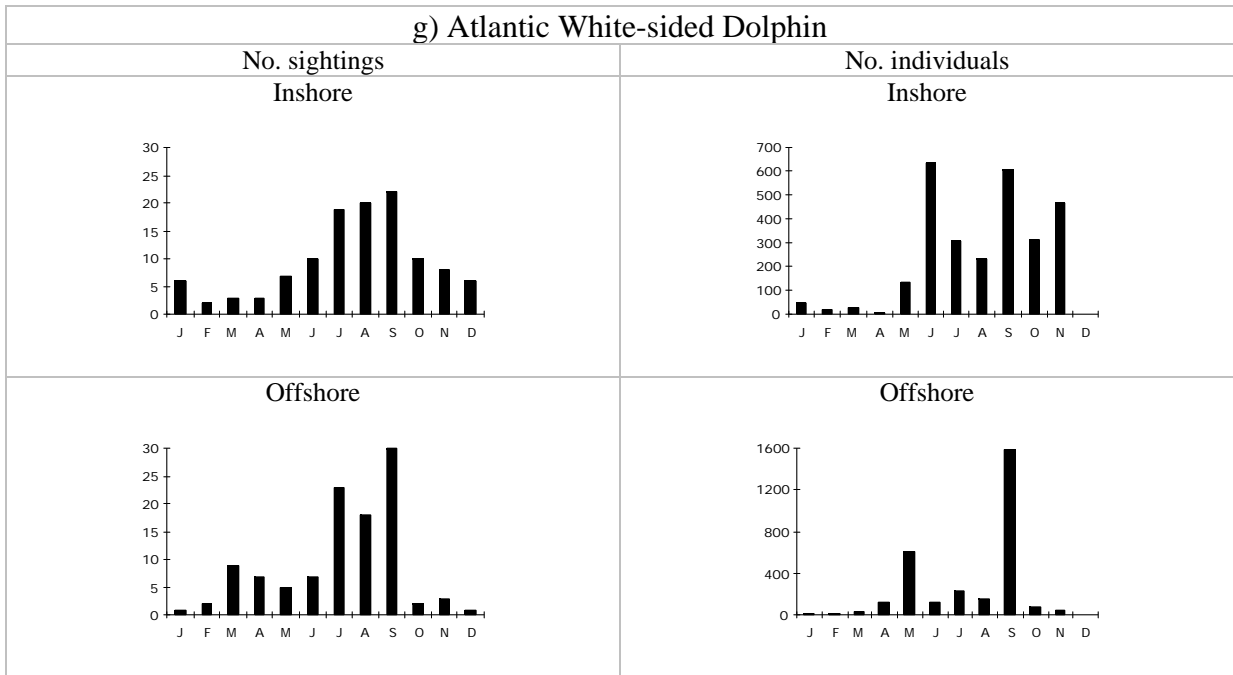 g) Atlantic White-sided Dolphin
No. sightings
No. individuals
Inshore
30
25
20
15
10
5
0
J F M A M J J A S O N D
Inshore
700
600
500
400
300
200
100
0
J F M A M J J A S O N D
Offshore
30
25
20
15
10
5
0
J F M A M J J A S O N D
Offshore
1600
1200
800
400
0
J F M A M J J A S O N D